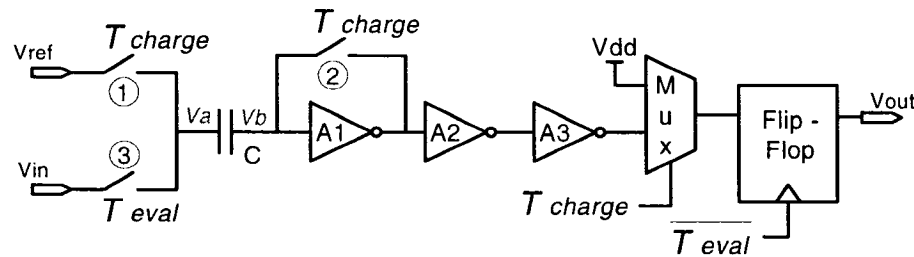 T charge
Vref
1
T charge
2
Vdd
Va
Vb
C
A1
A2
A3
Mux
Flip -
Flop
Vout
3
Vin
T eval
T charge
T eval